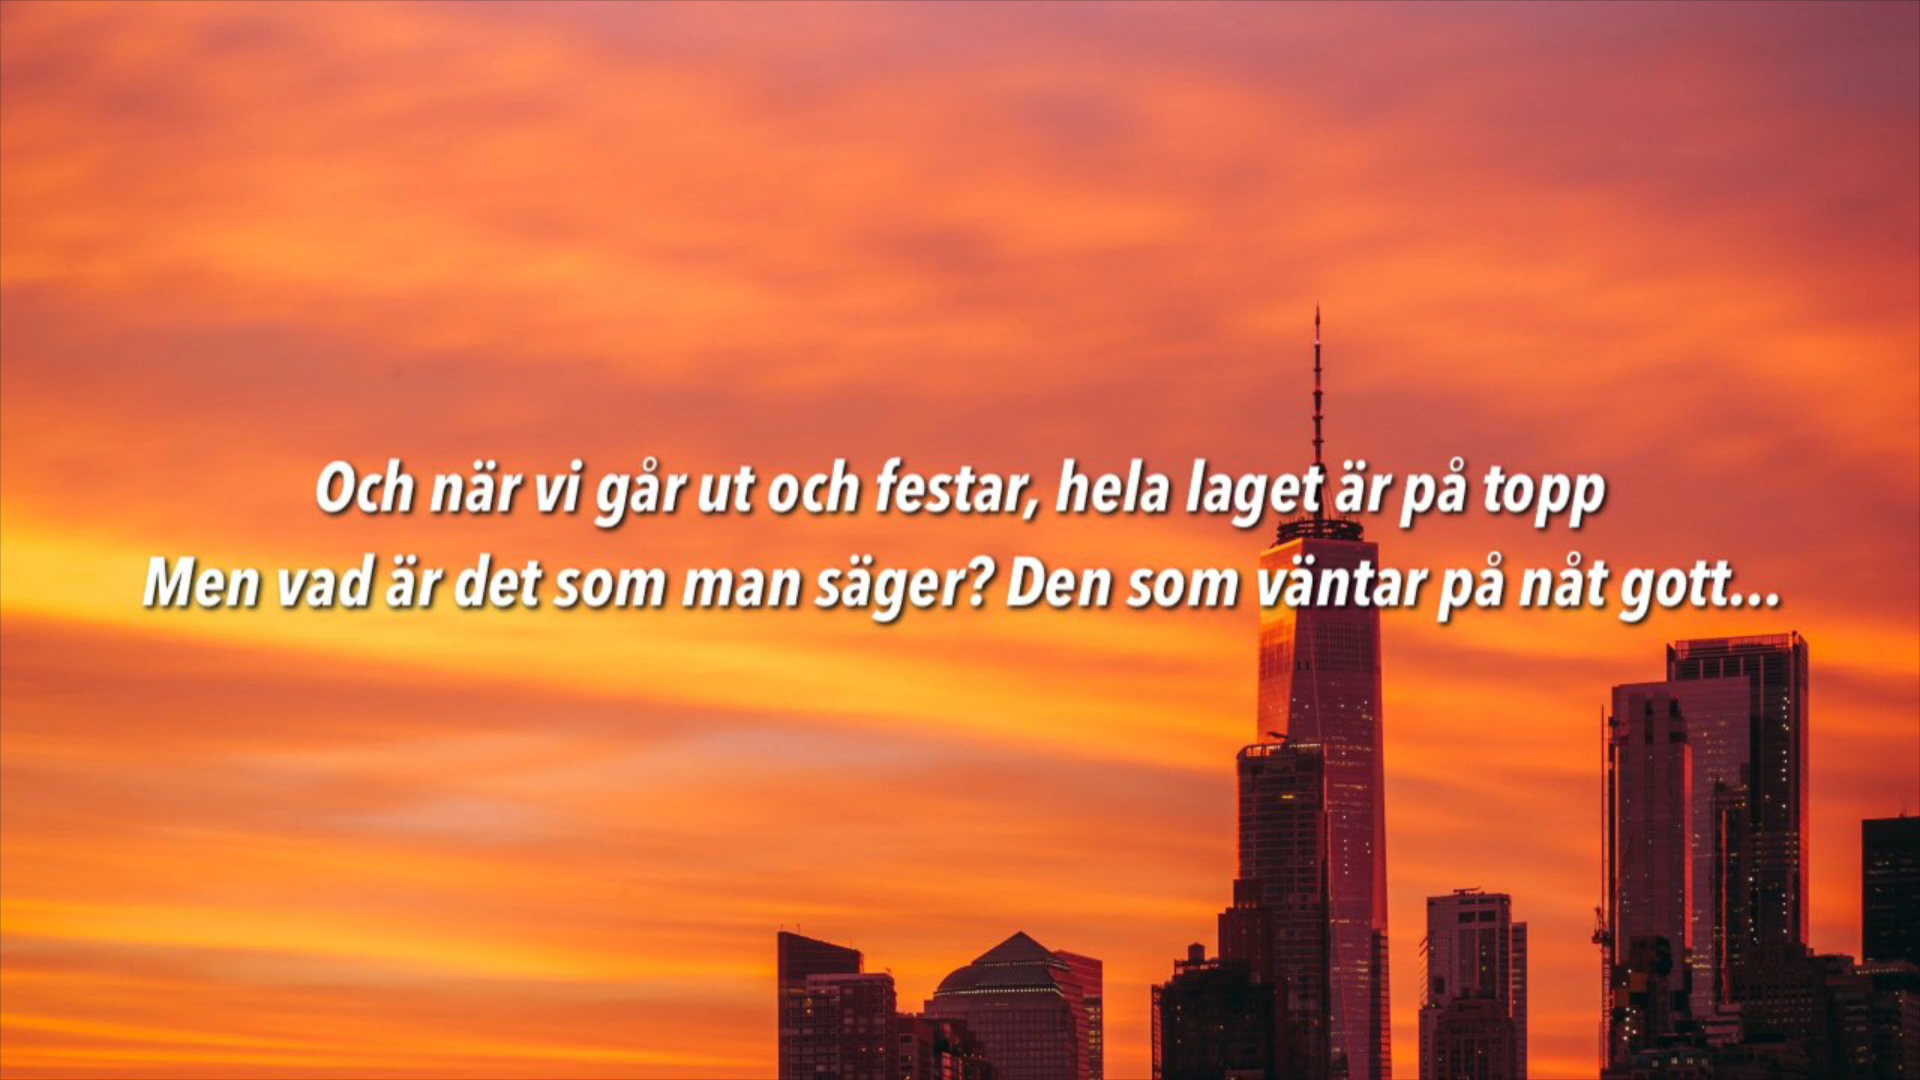 Och när vi går ut och festar, hela laget är på topp
Men vad är det som man säger? Den som väntar på nåt gott...